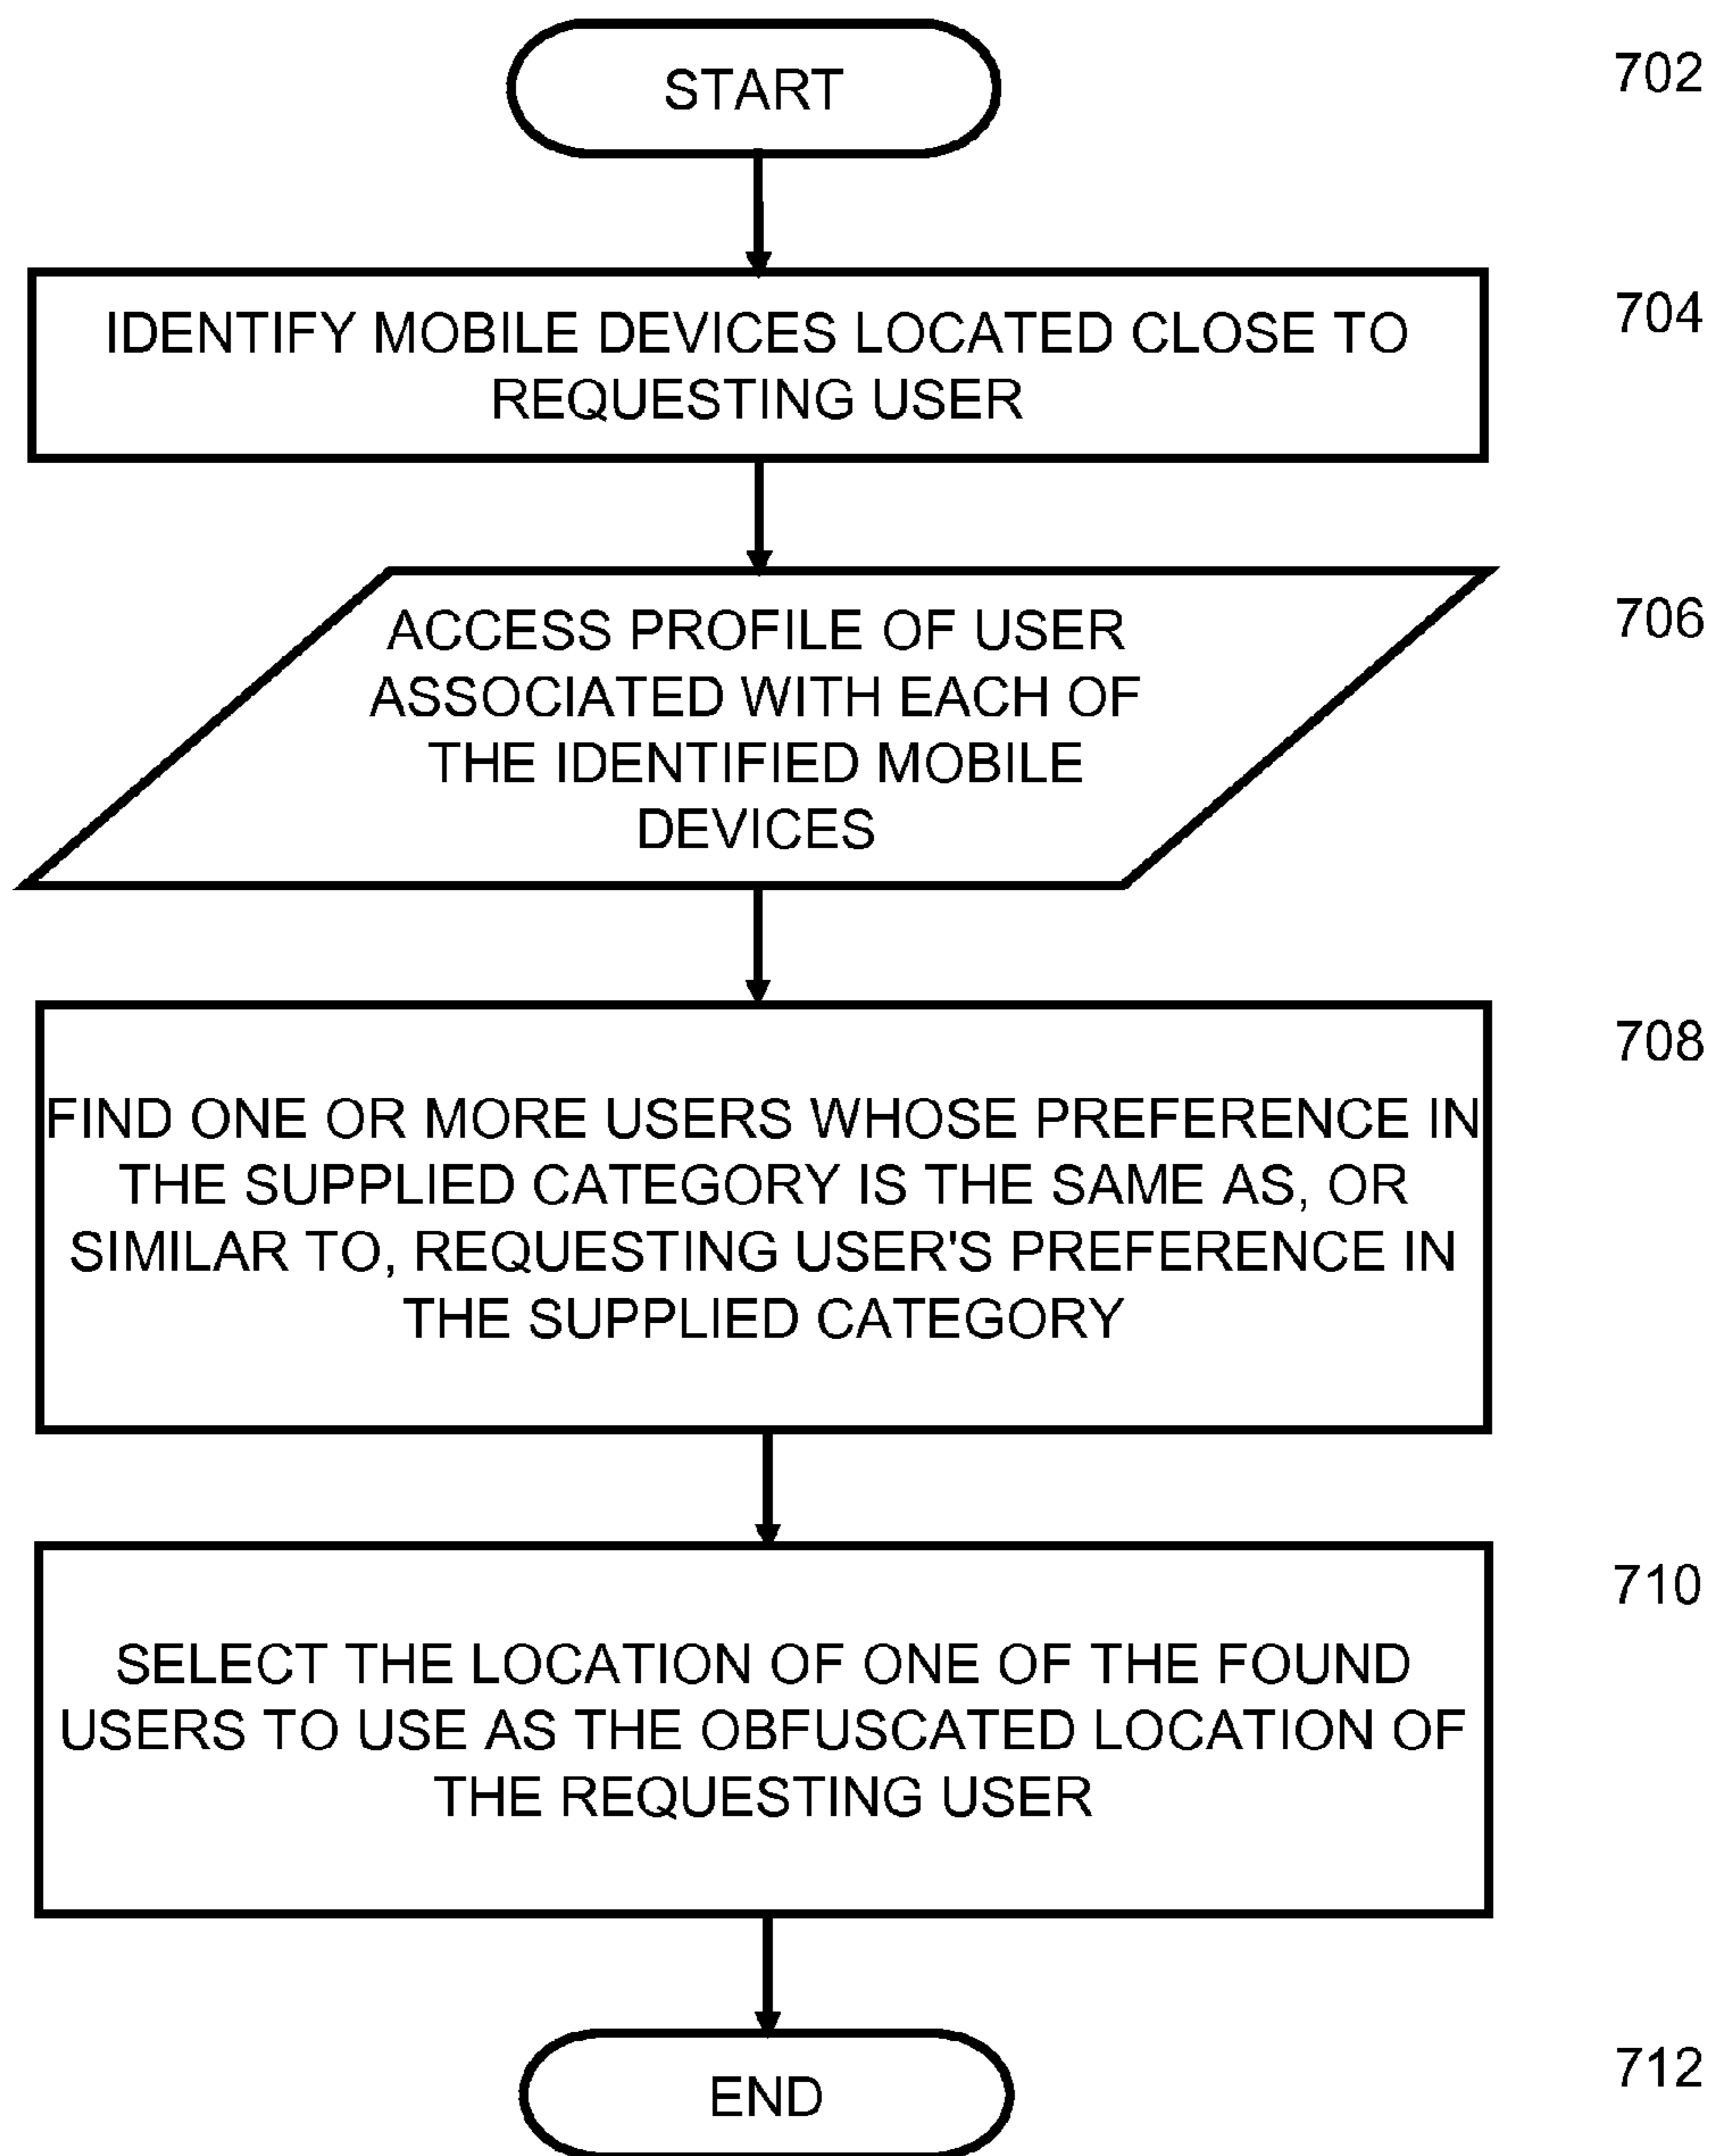 START
702
IDENTIFY MOBILE DEVICES LOCATED CLOSE TO
REQUESTING USER
704
ACCESS PROFILE OF USER
ASSOCIATED WITH EACH OF
THE IDENTIFIED MOBILE
DEVICES
706
FIND ONE OR MORE USERS WHOSE PREFERENCE IN
THE SUPPLIED CATEGORY IS THE SAME AS, OR
SIMILAR TO, REQUESTING USER'S PREFERENCE IN
THE SUPPLIED CATEGORY
708
SELECT THE LOCATION OF ONE OF THE FOUND
USERS TO USE AS THE OBFUSCATED LOCATION OF
THE REQUESTING USER
710
END
712